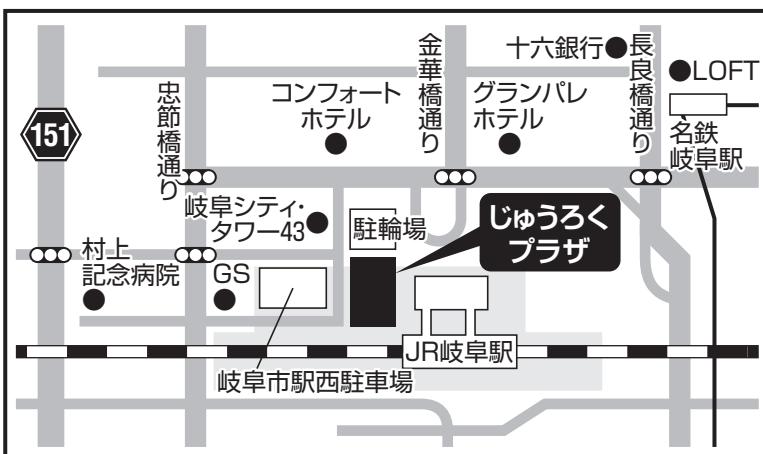 十六銀行
LOFT
金華橋通り
長良橋通り
忠節橋通り
コンフォート
ホテル
グランパレ
ホテル
名鉄
岐阜駅
151
岐阜シティ・
タワー43
駐輪場
じゅうろく
プラザ
村上
記念病院
GS
JR岐阜駅
岐阜市駅西駐車場